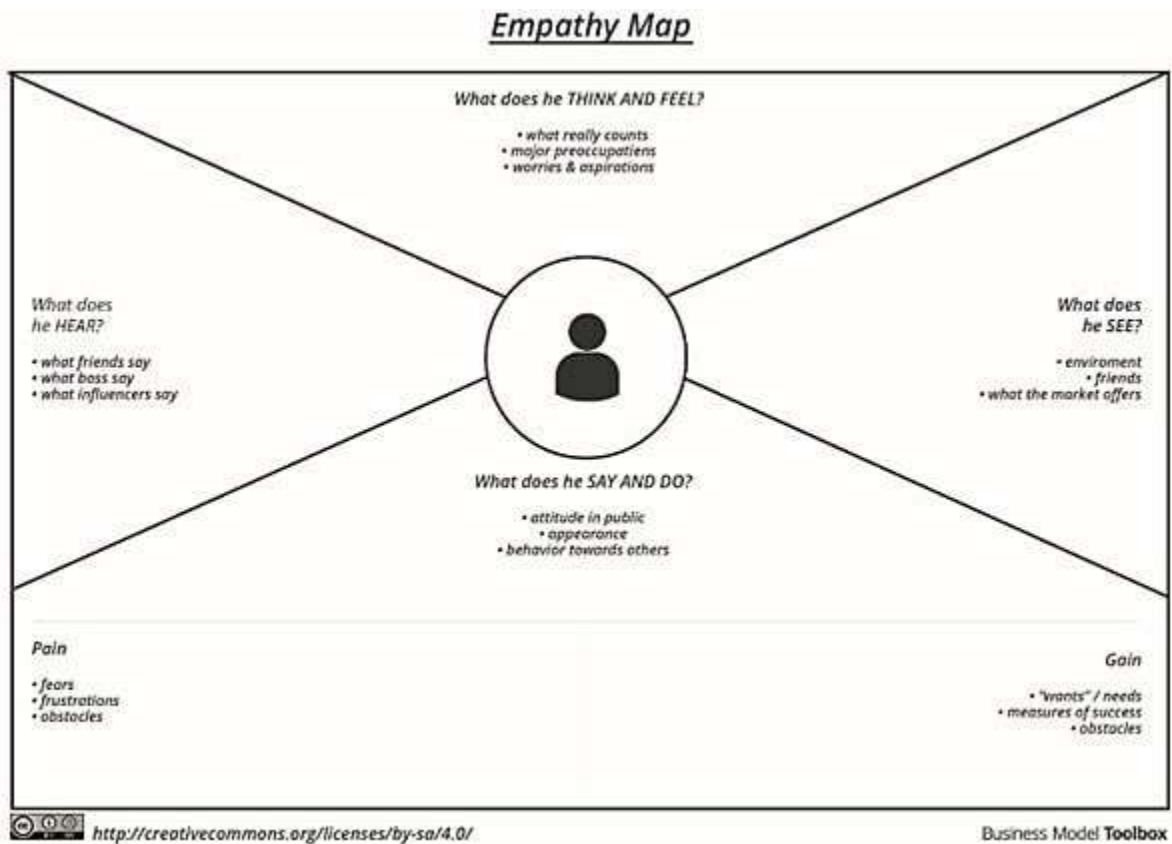 Empathy Map
What does he THINK AND FEEL?
• what really counts
• major preoccupatiens
• worries & aspirations
What does
he HEAR?
• what friends say
• what boss say
• what influencers say
What does
he SEE?
• enviroment
• friends
• what the market offers
What does he SAY AND DO?
• attitude in public
• appearance
• behavior towards others
Pain
• fears
• frustrations
• obstacles
Gain
• "wants" / needs
• measures of success
• obstacles
http://creativecommons.org/licenses/by-sa/4.0/
Business Model Toolbox